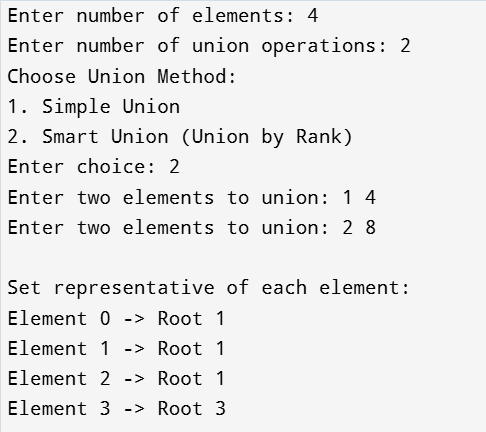 Enter number of elements: 4
Enter number of union operations: 2
Choose Union Method:
1. Simple Union
2. Smart Union (Union by Rank)
Enter choice: 2
Enter two elements to union: 1 4
Enter two elements to union: 2 8
Set representative of each element:
Element 0 -> Root 1
Element 1 -> Root 1
Element 2 -> Root 1
Element 3 -> Root 3